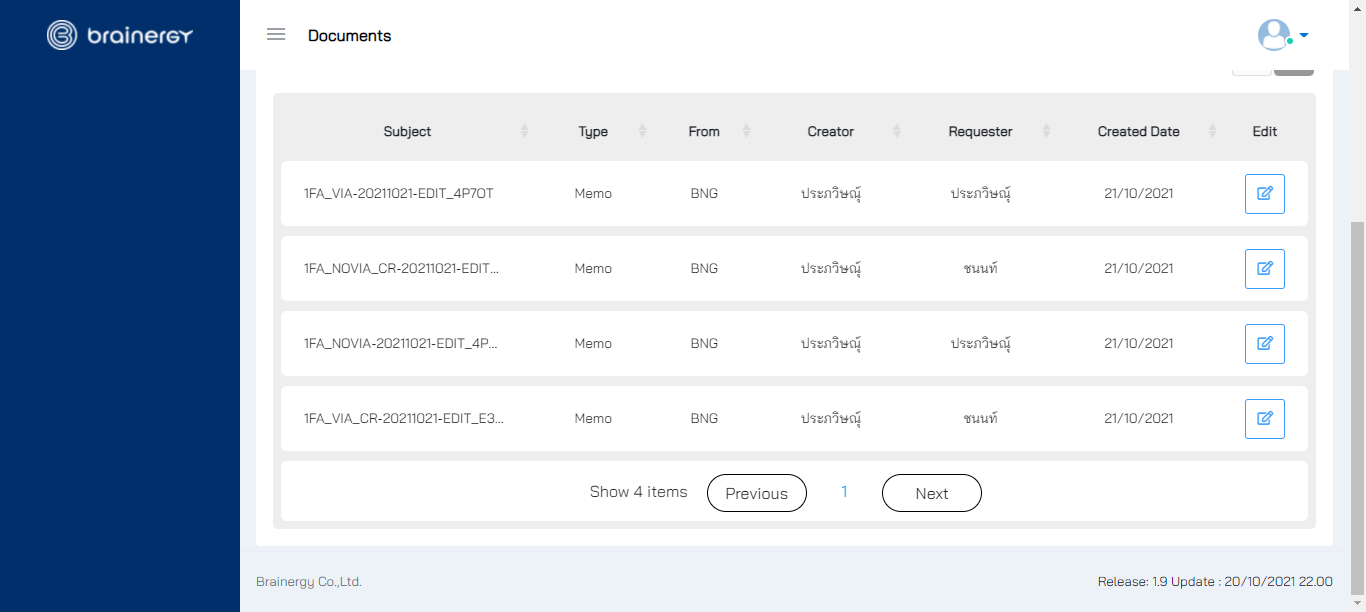 brainergy
Documents
Subject Type From Creator Requester Created Date Edit
1FA_VIA-20211021-EDIT_4P7OT Memo BNG ประภวิษณุ์ ประภวิษณุ์ 21/10/2021
1FA_NOVIA_CR-20211021-EDIT... Memo BNG ประภวิษณุ์ ชนนท์ 21/10/2021
1FA_NOVIA-20211021-EDIT_4P... Memo BNG ประภวิษณุ์ ประภวิษณุ์ 21/10/2021
1FA_VIA_CR-20211021-EDIT_E3... Memo BNG ประภวิษณุ์ ชนนท์ 21/10/2021
Show 4 items Previous 1 Next
Brainergy Co.,Ltd. Release: 1.9 Update : 20/10/2021 22.00